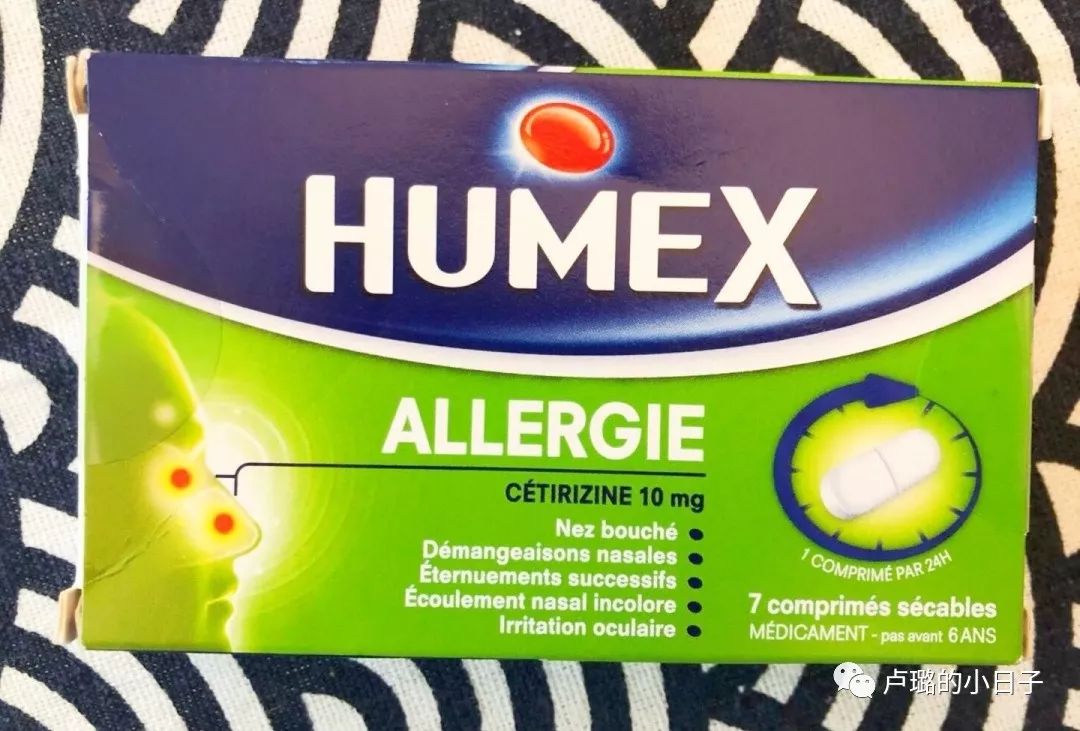 HUMEX
ALLERGIE
CÉTIRIZINE 10 mg
Nez bouché
Démangeaisons nasales
Éternuements successifs
Écoulement nasal incolore
Irritation oculaire
1 COMPRIMÉ PAR 24H
7 comprimés sécables
MÉDICAMENT - pas avant 6 ANS
卢璐的小日子